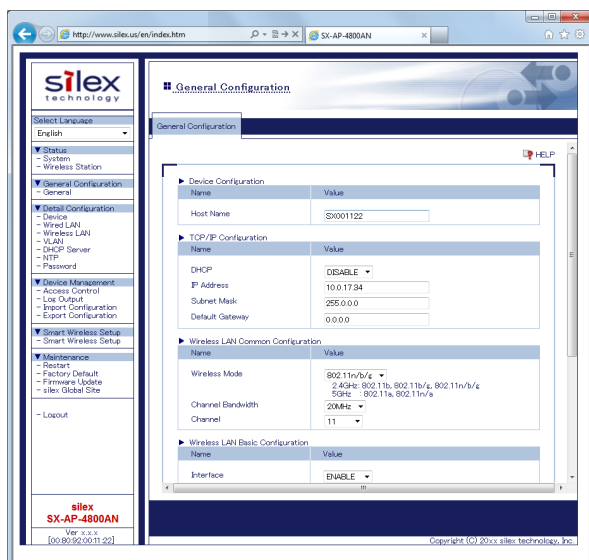 http://www.silex.us/en/index.htm
SX-AP-4800AN
silex
technology
General Configuration
Select Language
English
General Configuration
HELP
▼ Status
- System
- Wireless Station
▼ General Configuration
- General
▼ Detail Configuration
- Device
- Wired LAN
- Wireless LAN
- VLAN
- DHCP Server
- NTP
- Password
▼ Device Management
- Access Control
- Log Output
- Import Configuration
- Export Configuration
▼ Smart Wireless Setup
- Smart Wireless Setup
▼ Maintenance
- Restart
- Factory Default
- Firmware Update
- silex Global Site
- Logout
silex
SX-AP-4800AN
Ver x.x.x
[00:80:92:00:11:22]
▶ Device Configuration
Name Value
Host Name SX001122
▶ TCP/IP Configuration
Name Value
DHCP DISABLE
IP Address 10.0.17.34
Subnet Mask 255.0.0.0
Default Gateway 0.0.0.0
▶ Wireless LAN Common Configuration
Name Value
Wireless Mode 802.11n/b/g
2.4GHz: 802.11b, 802.11b/g, 802.11n/b/g
5GHz : 802.11a, 802.11n/a
Channel Bandwidth 20MHz
Channel 11
▶ Wireless LAN Basic Configuration
Name Value
Interface ENABLE
Copyright (C) 20xx silex technology, Inc.